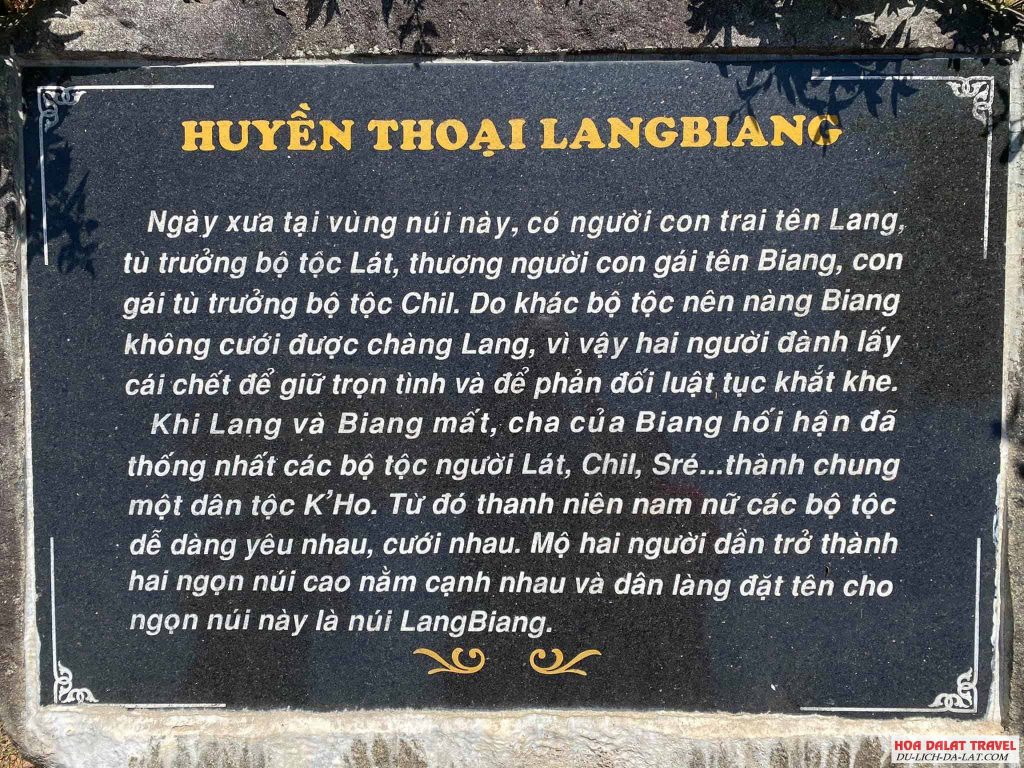 HUYỀN THOẠI LANGBIANG
Ngày xưa tại vùng núi này, có người con trai tên Lang,
tù trưởng bộ tộc Lát, thương người con gái tên Biang, con
gái tù trưởng bộ tộc Chil. Do khác bộ tộc nên nàng Biang
không cưới được chàng Lang, vì vậy hai người đành lấy
cái chết để giữ trọn tình và để phản đối luật tục khắt khe.
Khi Lang và Biang mất, cha của Biang hối hận đã
thống nhất các bộ tộc người Lát, Chil, Sré...thành chung
một dân tộc K'Ho. Từ đó thanh niên nam nữ các bộ tộc
dễ dàng yêu nhau, cưới nhau. Mộ hai người dần trở thành
hai ngọn núi cao nằm cạnh nhau và dân làng đặt tên cho
ngọn núi này là núi LangBiang.
HOA DALAT TRAVEL
DU-LICH-DA-LAT.COM